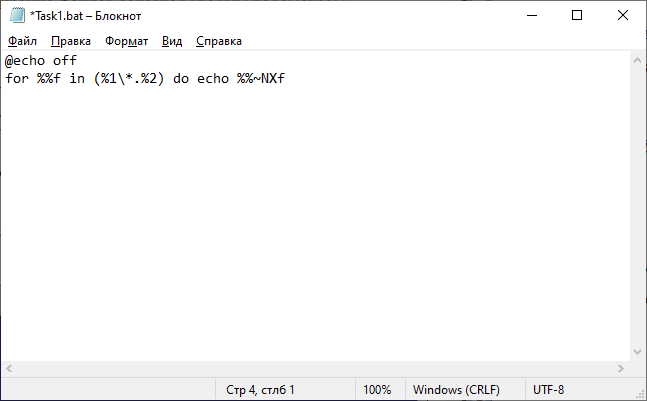 *Task1.bat – Блокнот
Файл Правка Формат Вид Справка
@echo off
for %%f in (%1\*.%2) do echo %%~NXf
Стр 4, стлб 1 100% Windows (CRLF) UTF-8